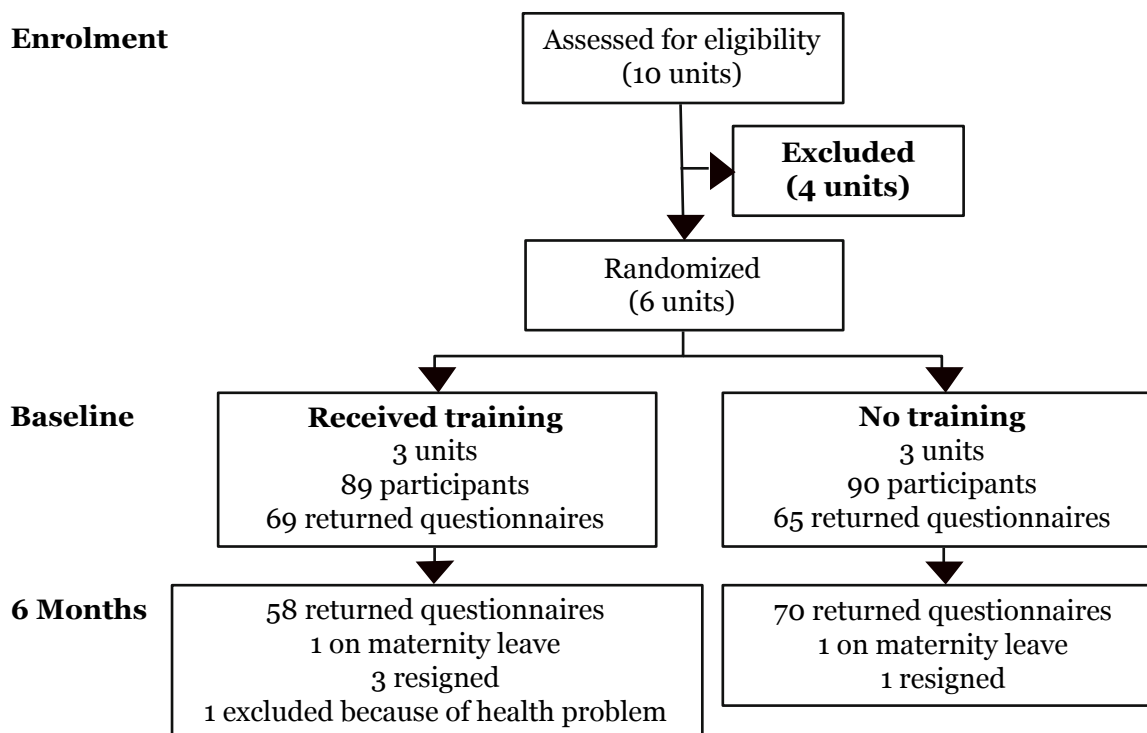 Enrolment
Assessed for eligibility
(10 units)
Excluded
(4 units)
Randomized
(6 units)
Baseline
Received training
3 units
89 participants
69 returned questionnaires
No training
3 units
90 participants
65 returned questionnaires
6 Months
58 returned questionnaires
1 on maternity leave
3 resigned
1 excluded because of health problem
70 returned questionnaires
1 on maternity leave
1 resigned